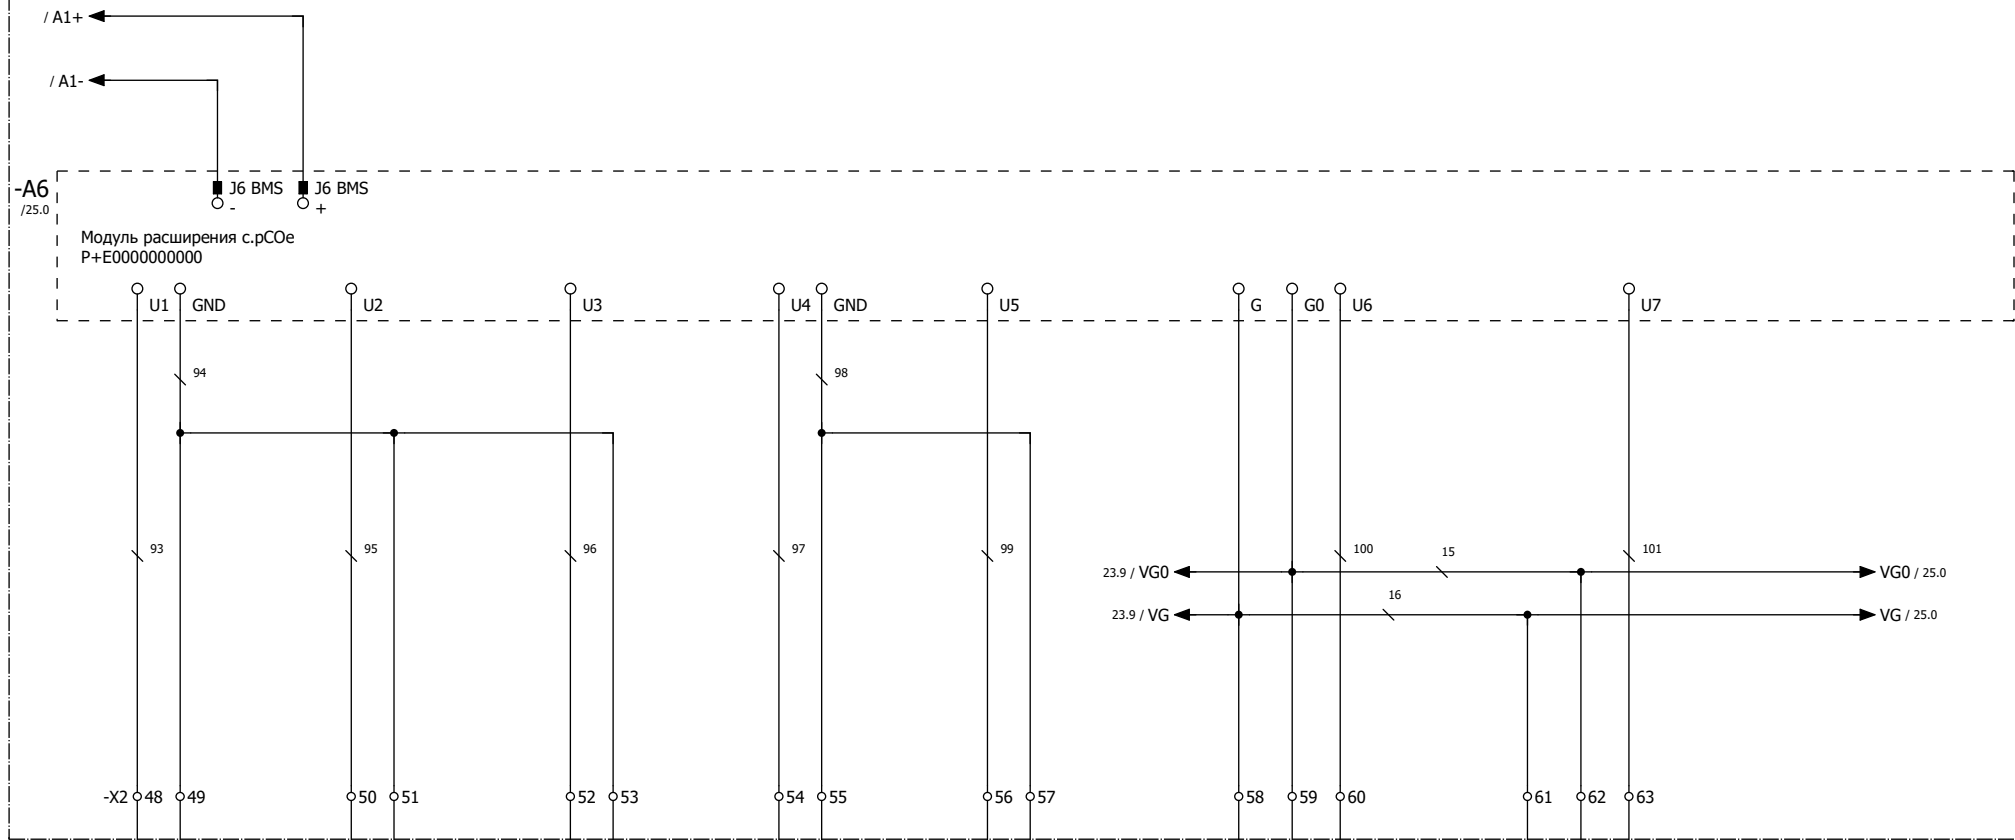 / A1+
/ A1-
-A6
/25.0
J6 BMS
-
J6 BMS
+
Модуль расширения c.pCOe
P+E0000000000
U1 GND U2 U3 U4 GND U5 G G0 U6 U7
94 98
93 95 96 97 99 100 15 101
23.9 / VG0 VG0 / 25.0
16
23.9 / VG VG / 25.0
-X2 48 49 50 51 52 53 54 55 56 57 58 59 60 61 62 63